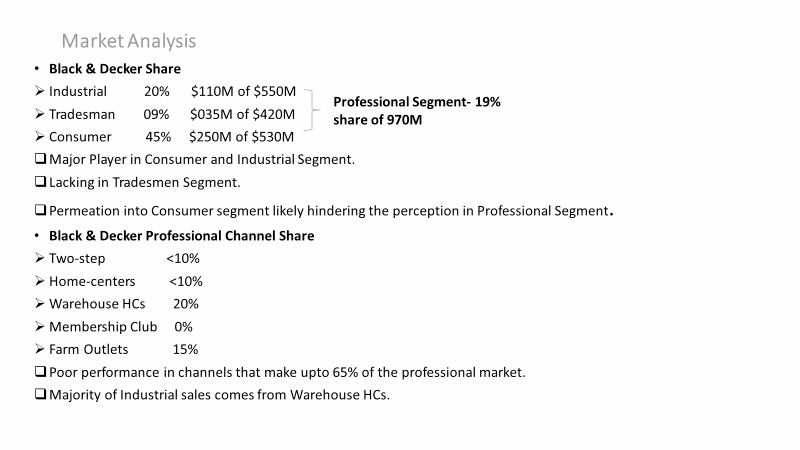 Market Analysis
• Black & Decker Share
➢ Industrial 20% $110M of $550M
➢ Tradesman 09% $035M of $420M
➢ Consumer 45% $250M of $530M
Professional Segment- 19%
share of 970M
❑ Major Player in Consumer and Industrial Segment.
❑ Lacking in Tradesmen Segment.
❑ Permeation into Consumer segment likely hindering the perception in Professional Segment.
• Black & Decker Professional Channel Share
➢ Two-step <10%
➢ Home-centers <10%
➢ Warehouse HCs 20%
➢ Membership Club 0%
➢ Farm Outlets 15%
❑ Poor performance in channels that make upto 65% of the professional market.
❑ Majority of Industrial sales comes from Warehouse HCs.